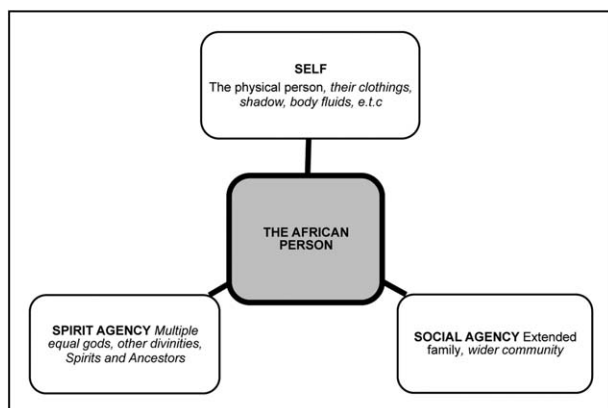 SELF
The physical person, their clothings,
shadow, body fluids, e.t.c
THE AFRICAN
PERSON
SPIRIT AGENCY Multiple
equal gods, other divinities,
Spirits and Ancestors
SOCIAL AGENCY Extended
family, wider community